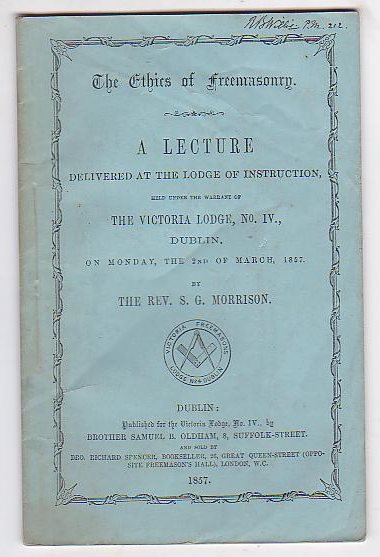 P.M. 212.
The Ethics of Freemasonry.
A LECTURE
DELIVERED AT THE LODGE OF INSTRUCTION,
HELD UNDER THE WARRANT OF
THE VICTORIA LODGE, NO. IV.,
DUBLIN,
ON MONDAY, THE 2ND OF MARCH, 1857.
BY
THE REV. S. G. MORRISON.
VICTORIA FREEMASONS
LODGE No 4 DUBLIN
DUBLIN:
Published for the Victoria Lodge, No. IV., by
BROTHER SAMUEL B. OLDHAM, 8, SUFFOLK-STREET.
AND SOLD BY
BRO. RICHARD SPENCER, BOOKSELLER, 26, GREAT QUEEN-STREET (OPPO-
SITE FREEMASON'S HALL), LONDON, W.C.
1857.